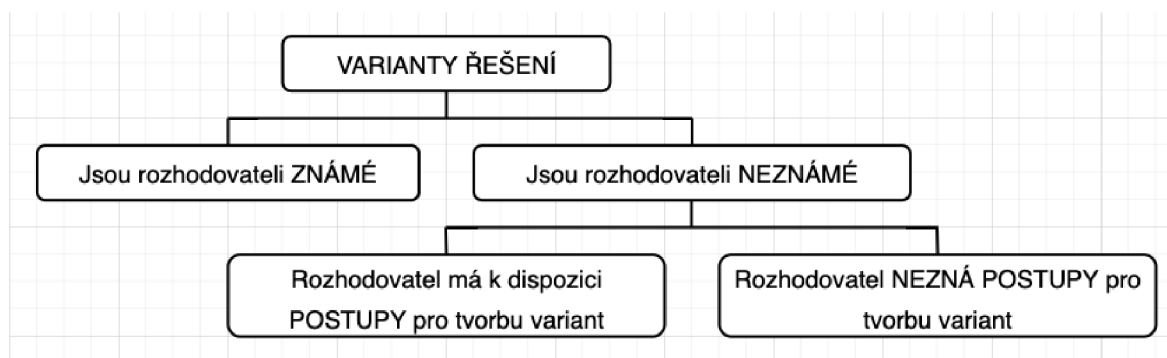 VARIANTY ŘEŠENÍ
Jsou rozhodovateli ZNÁMÉ
Jsou rozhodovateli NEZNÁMÉ
Rozhodovatel má k dispozici
POSTUPY pro tvorbu variant
Rozhodovatel NEZNÁ POSTUPY pro
tvorbu variant